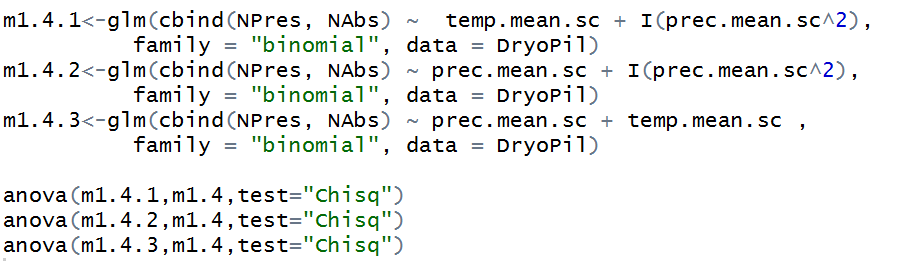 m1.4.1<-glm(cbind(NPres, NAbs) ~  temp.mean.sc + I(prec.mean.sc^2),
           family = "binomial", data = DryoPil)
m1.4.2<-glm(cbind(NPres, NAbs) ~ prec.mean.sc + I(prec.mean.sc^2),
           family = "binomial", data = DryoPil)
m1.4.3<-glm(cbind(NPres, NAbs) ~ prec.mean.sc + temp.mean.sc ,
           family = "binomial", data = DryoPil)
anova(m1.4.1,m1.4,test="Chisq")
anova(m1.4.2,m1.4,test="Chisq")
anova(m1.4.3,m1.4,test="Chisq")